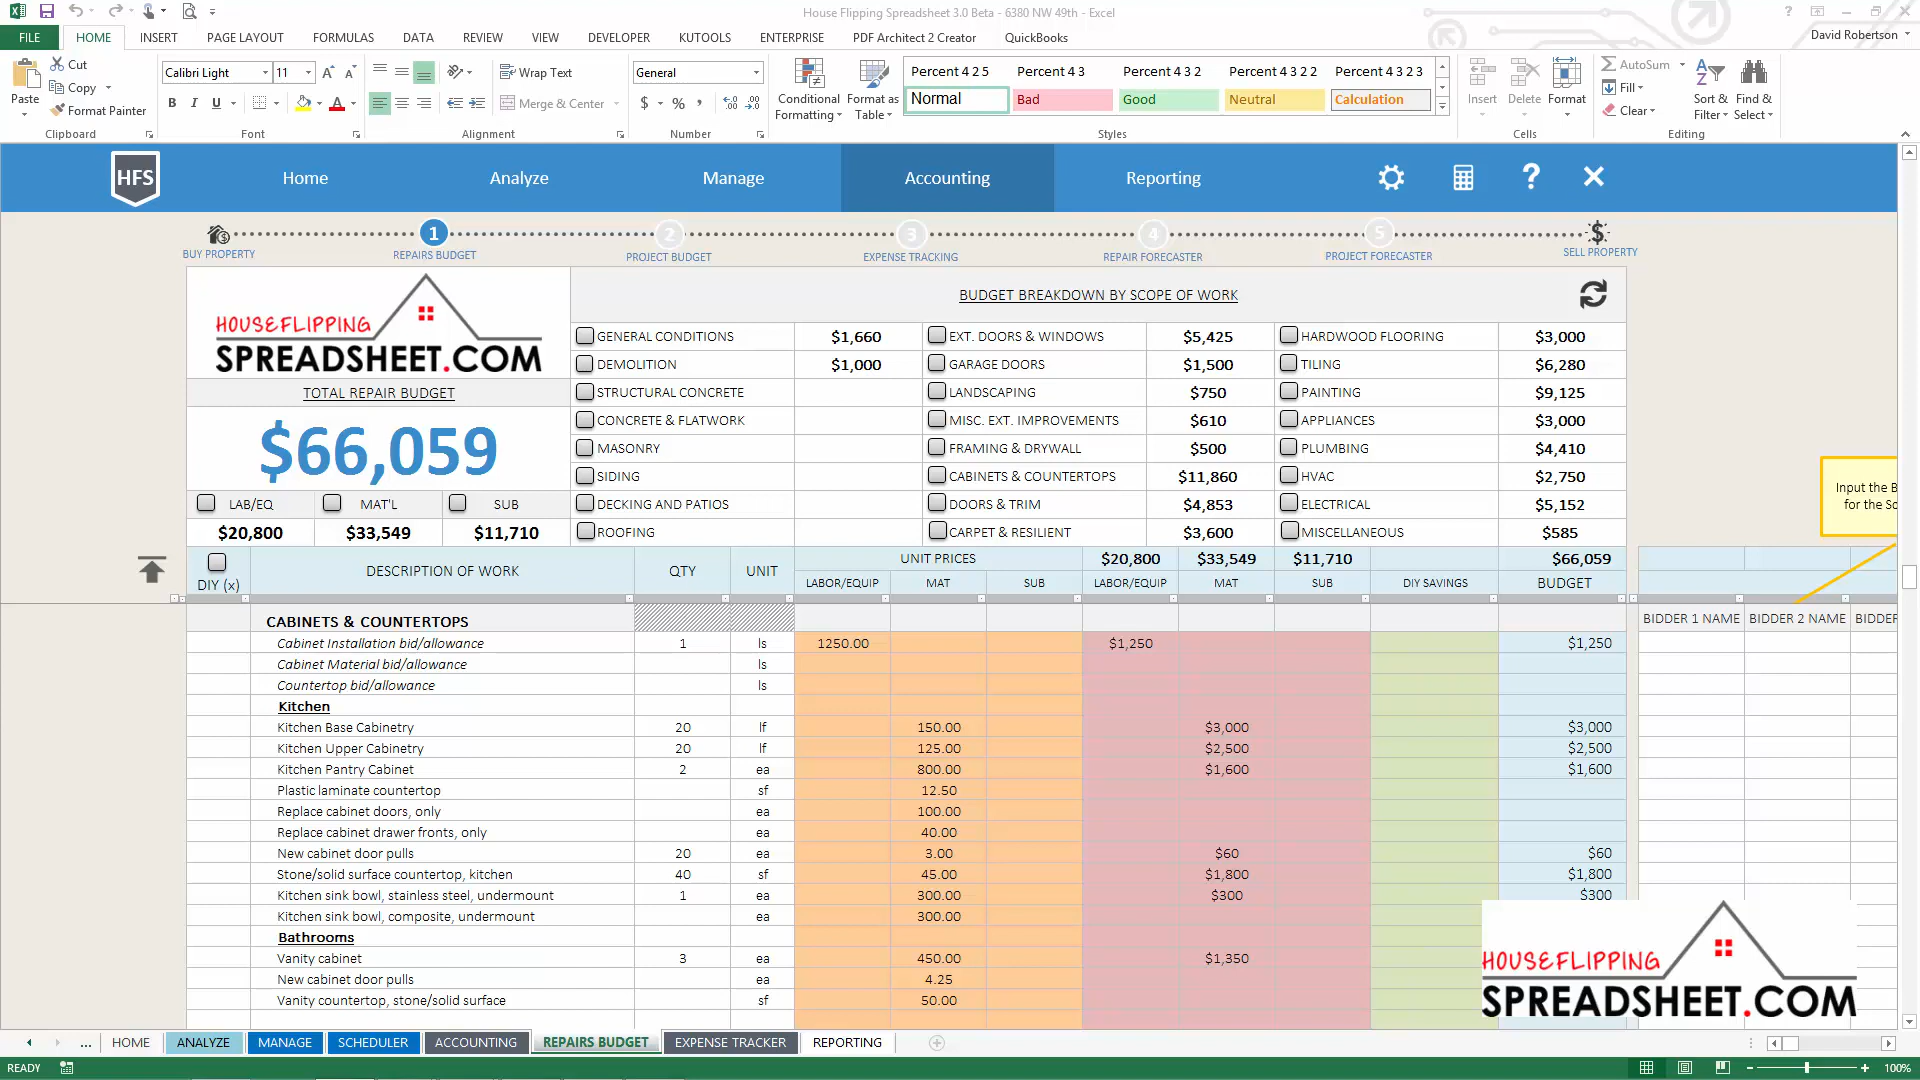 House Flipping Spreadsheet 3.0 Beta - 6380 NW 49th - Excel
FILE HOME INSERT PAGE LAYOUT FORMULAS DATA REVIEW VIEW DEVELOPER KUTOOLS ENTERPRISE PDF Architect 2 Creator QuickBooks David Robertson
Paste Cut Copy Format Painter Clipboard
Calibri Light 11 B I U Font
Wrap Text Merge & Center Alignment
General $ % Number
Conditional Formatting Format as Table
Percent 4 2 5 Percent 4 3 Percent 4 3 2 Percent 4 3 2 2 Percent 4 3 2 3
Normal Bad Good Neutral Calculation
Styles
Insert Delete Format Cells
AutoSum Fill Clear Sort & Filter Find & Select Editing
HFS Home Analyze Manage Accounting Reporting ?
1 2 3 4 5 $
BUY PROPERTY REPAIRS BUDGET PROJECT BUDGET EXPENSE TRACKING REPAIR FORECASTER PROJECT FORECASTER SELL PROPERTY
HOUSEFLIPPING
SPREADSHEET.COM
BUDGET BREAKDOWN BY SCOPE OF WORK
TOTAL REPAIR BUDGET
$66,059
LAB/EQ MAT'L SUB
$20,800 $33,549 $11,710
GENERAL CONDITIONS $1,660 EXT. DOORS & WINDOWS $5,425 HARDWOOD FLOORING $3,000
DEMOLITION $1,000 GARAGE DOORS $1,500 TILING $6,280
STRUCTURAL CONCRETE LANDSCAPING $750 PAINTING $9,125
CONCRETE & FLATWORK MISC. EXT. IMPROVEMENTS $610 APPLIANCES $3,000
MASONRY FRAMING & DRYWALL $500 PLUMBING $4,410
SIDING CABINETS & COUNTERTOPS $11,860 HVAC $2,750
DECKING AND PATIOS DOORS & TRIM $4,853 ELECTRICAL $5,152
ROOFING CARPET & RESILIENT $3,600 MISCELLANEOUS $585
Input the B
for the Sc
DIY (x) DESCRIPTION OF WORK QTY UNIT
UNIT PRICES $20,800 $33,549 $11,710 $66,059
LABOR/EQUIP MAT SUB LABOR/EQUIP MAT SUB DIY SAVINGS BUDGET
CABINETS & COUNTERTOPS BIDDER 1 NAME BIDDER 2 NAME BIDDER
Cabinet Installation bid/allowance 1 ls 1250.00 $1,250 $1,250
Cabinet Material bid/allowance ls
Countertop bid/allowance ls
Kitchen
Kitchen Base Cabinetry 20 lf 150.00 $3,000 $3,000
Kitchen Upper Cabinetry 20 lf 125.00 $2,500 $2,500
Kitchen Pantry Cabinet 2 ea 800.00 $1,600 $1,600
Plastic laminate countertop sf 12.50
Replace cabinet doors, only ea 100.00
Replace cabinet drawer fronts, only ea 40.00
New cabinet door pulls 20 ea 3.00 $60 $60
Stone/solid surface countertop, kitchen 40 sf 45.00 $1,800 $1,800
Kitchen sink bowl, stainless steel, undermount 1 ea 300.00 $300 $300
Kitchen sink bowl, composite, undermount ea 300.00
Bathrooms
Vanity cabinet 3 ea 450.00 $1,350
New cabinet door pulls ea 4.25
Vanity countertop, stone/solid surface sf 50.00
HOUSEFLIPPING
SPREADSHEET.COM
... HOME ANALYZE MANAGE SCHEDULER ACCOUNTING REPAIRS BUDGET EXPENSE TRACKER REPORTING
READY 100%